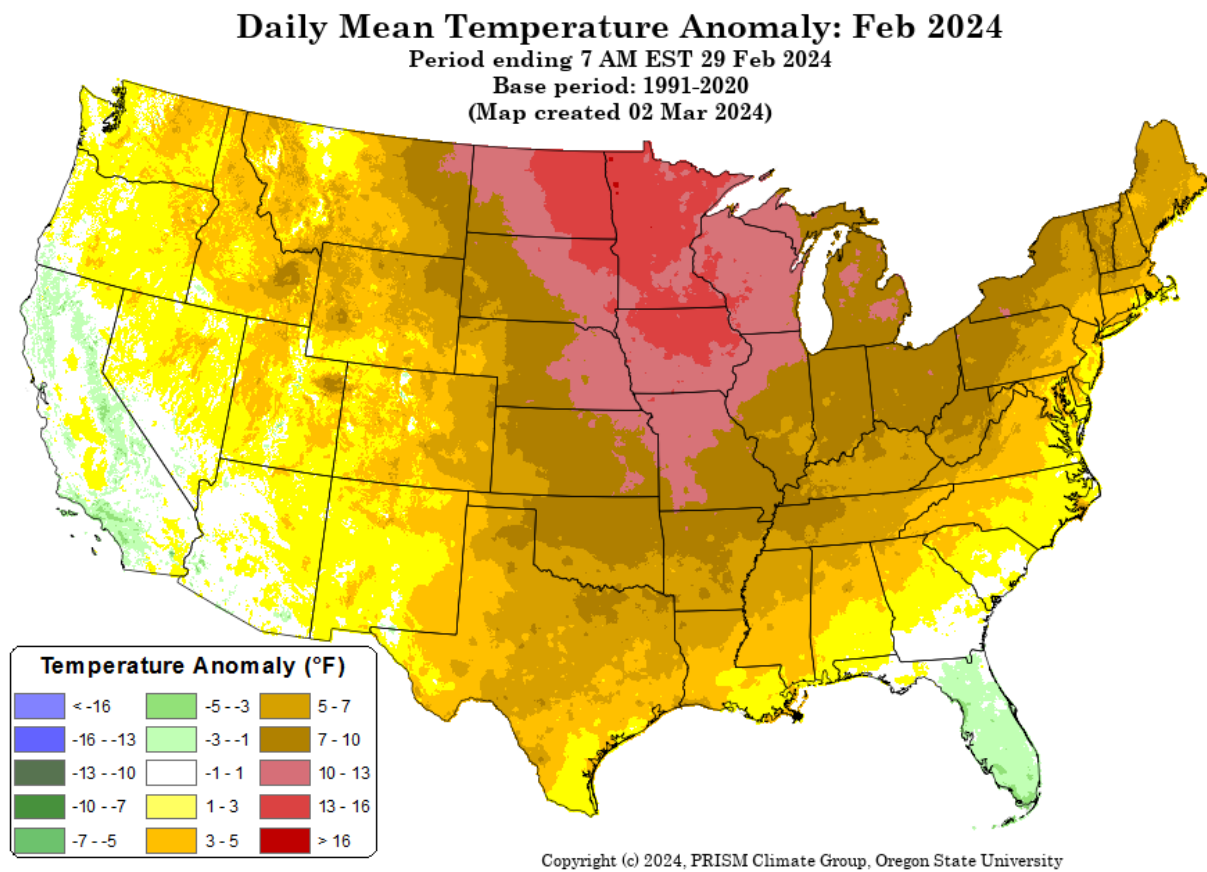 Daily Mean Temperature Anomaly: Feb 2024
Period ending 7 AM EST 29 Feb 2024
Base period: 1991-2020
(Map created 02 Mar 2024)
Temperature Anomaly (°F)
< -16
-16 - -13
-13 - -10
-10 - -7
-7 - -5
-5 - -3
-3 - -1
-1 - 1
1 - 3
3 - 5
5 - 7
7 - 10
10 - 13
13 - 16
> 16
Copyright (c) 2024, PRISM Climate Group, Oregon State University